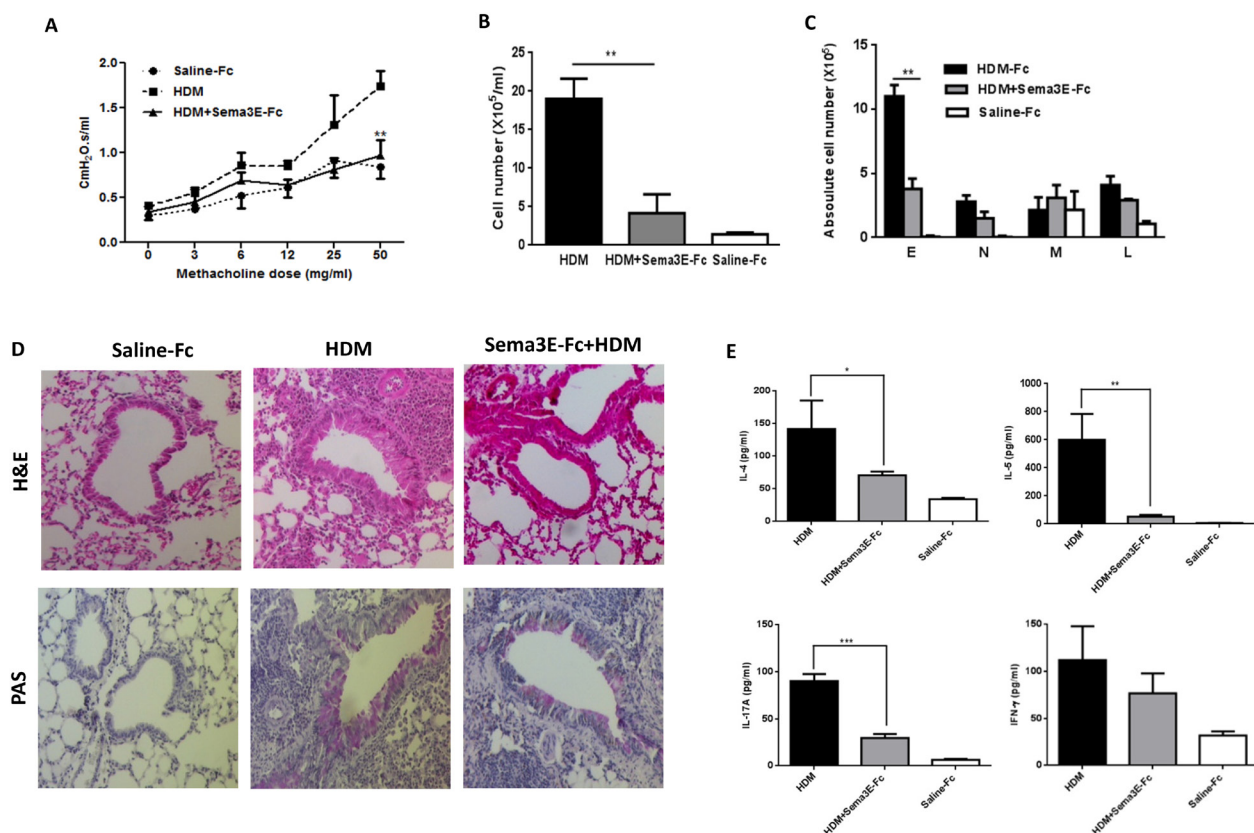 A
Saline-Fc
HDM
HDM+Sema3E-Fc
2.0
1.5
1.0
0.5
0.0
CmH2O.s/ml
**
0 3 6 12 25 50
Methacholine dose (mg/ml)
B
**
25
20
15
10
5
0
Cell number (X10^5/ml)
HDM HDM+Sema3E-Fc Saline-Fc
C
HDM-Fc
HDM+Sema3E-Fc
Saline-Fc
**
15
10
5
0
Absolute cell number (X10^5)
E N M L
D
Saline-Fc HDM Sema3E-Fc+HDM
H&E
PAS
E
*
200
150
100
50
0
IL-4 (pg/ml)
HDM HDM+Sema3E-Fc Saline-Fc
**
1000
800
600
400
200
0
IL-5 (pg/ml)
HDM HDM+Sema3E-Fc Saline-Fc
***
150
100
50
0
IL-17A (pg/ml)
HDM HDM+Sema3E-Fc Saline-Fc
150
100
50
0
IFN-γ (pg/ml)
HDM HDM+Sema3E-Fc Saline-Fc